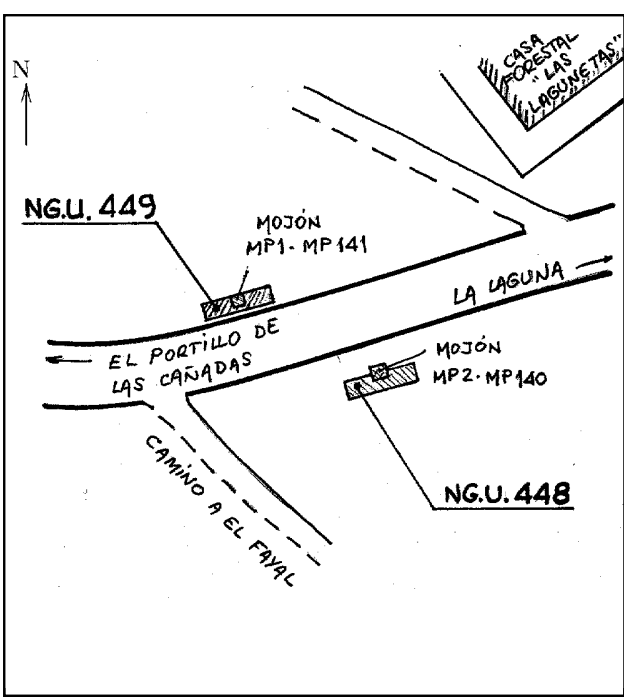 CASA
FORESTAL
"LAS
LAGUNETAS"
N
NG.U. 449
MOJÓN
MP1-MP141
LA LAGUNA
EL PORTILLO DE
LAS CAÑADAS
MOJÓN
MP2-MP140
CAMINO A EL FAYAL
NG.U. 448